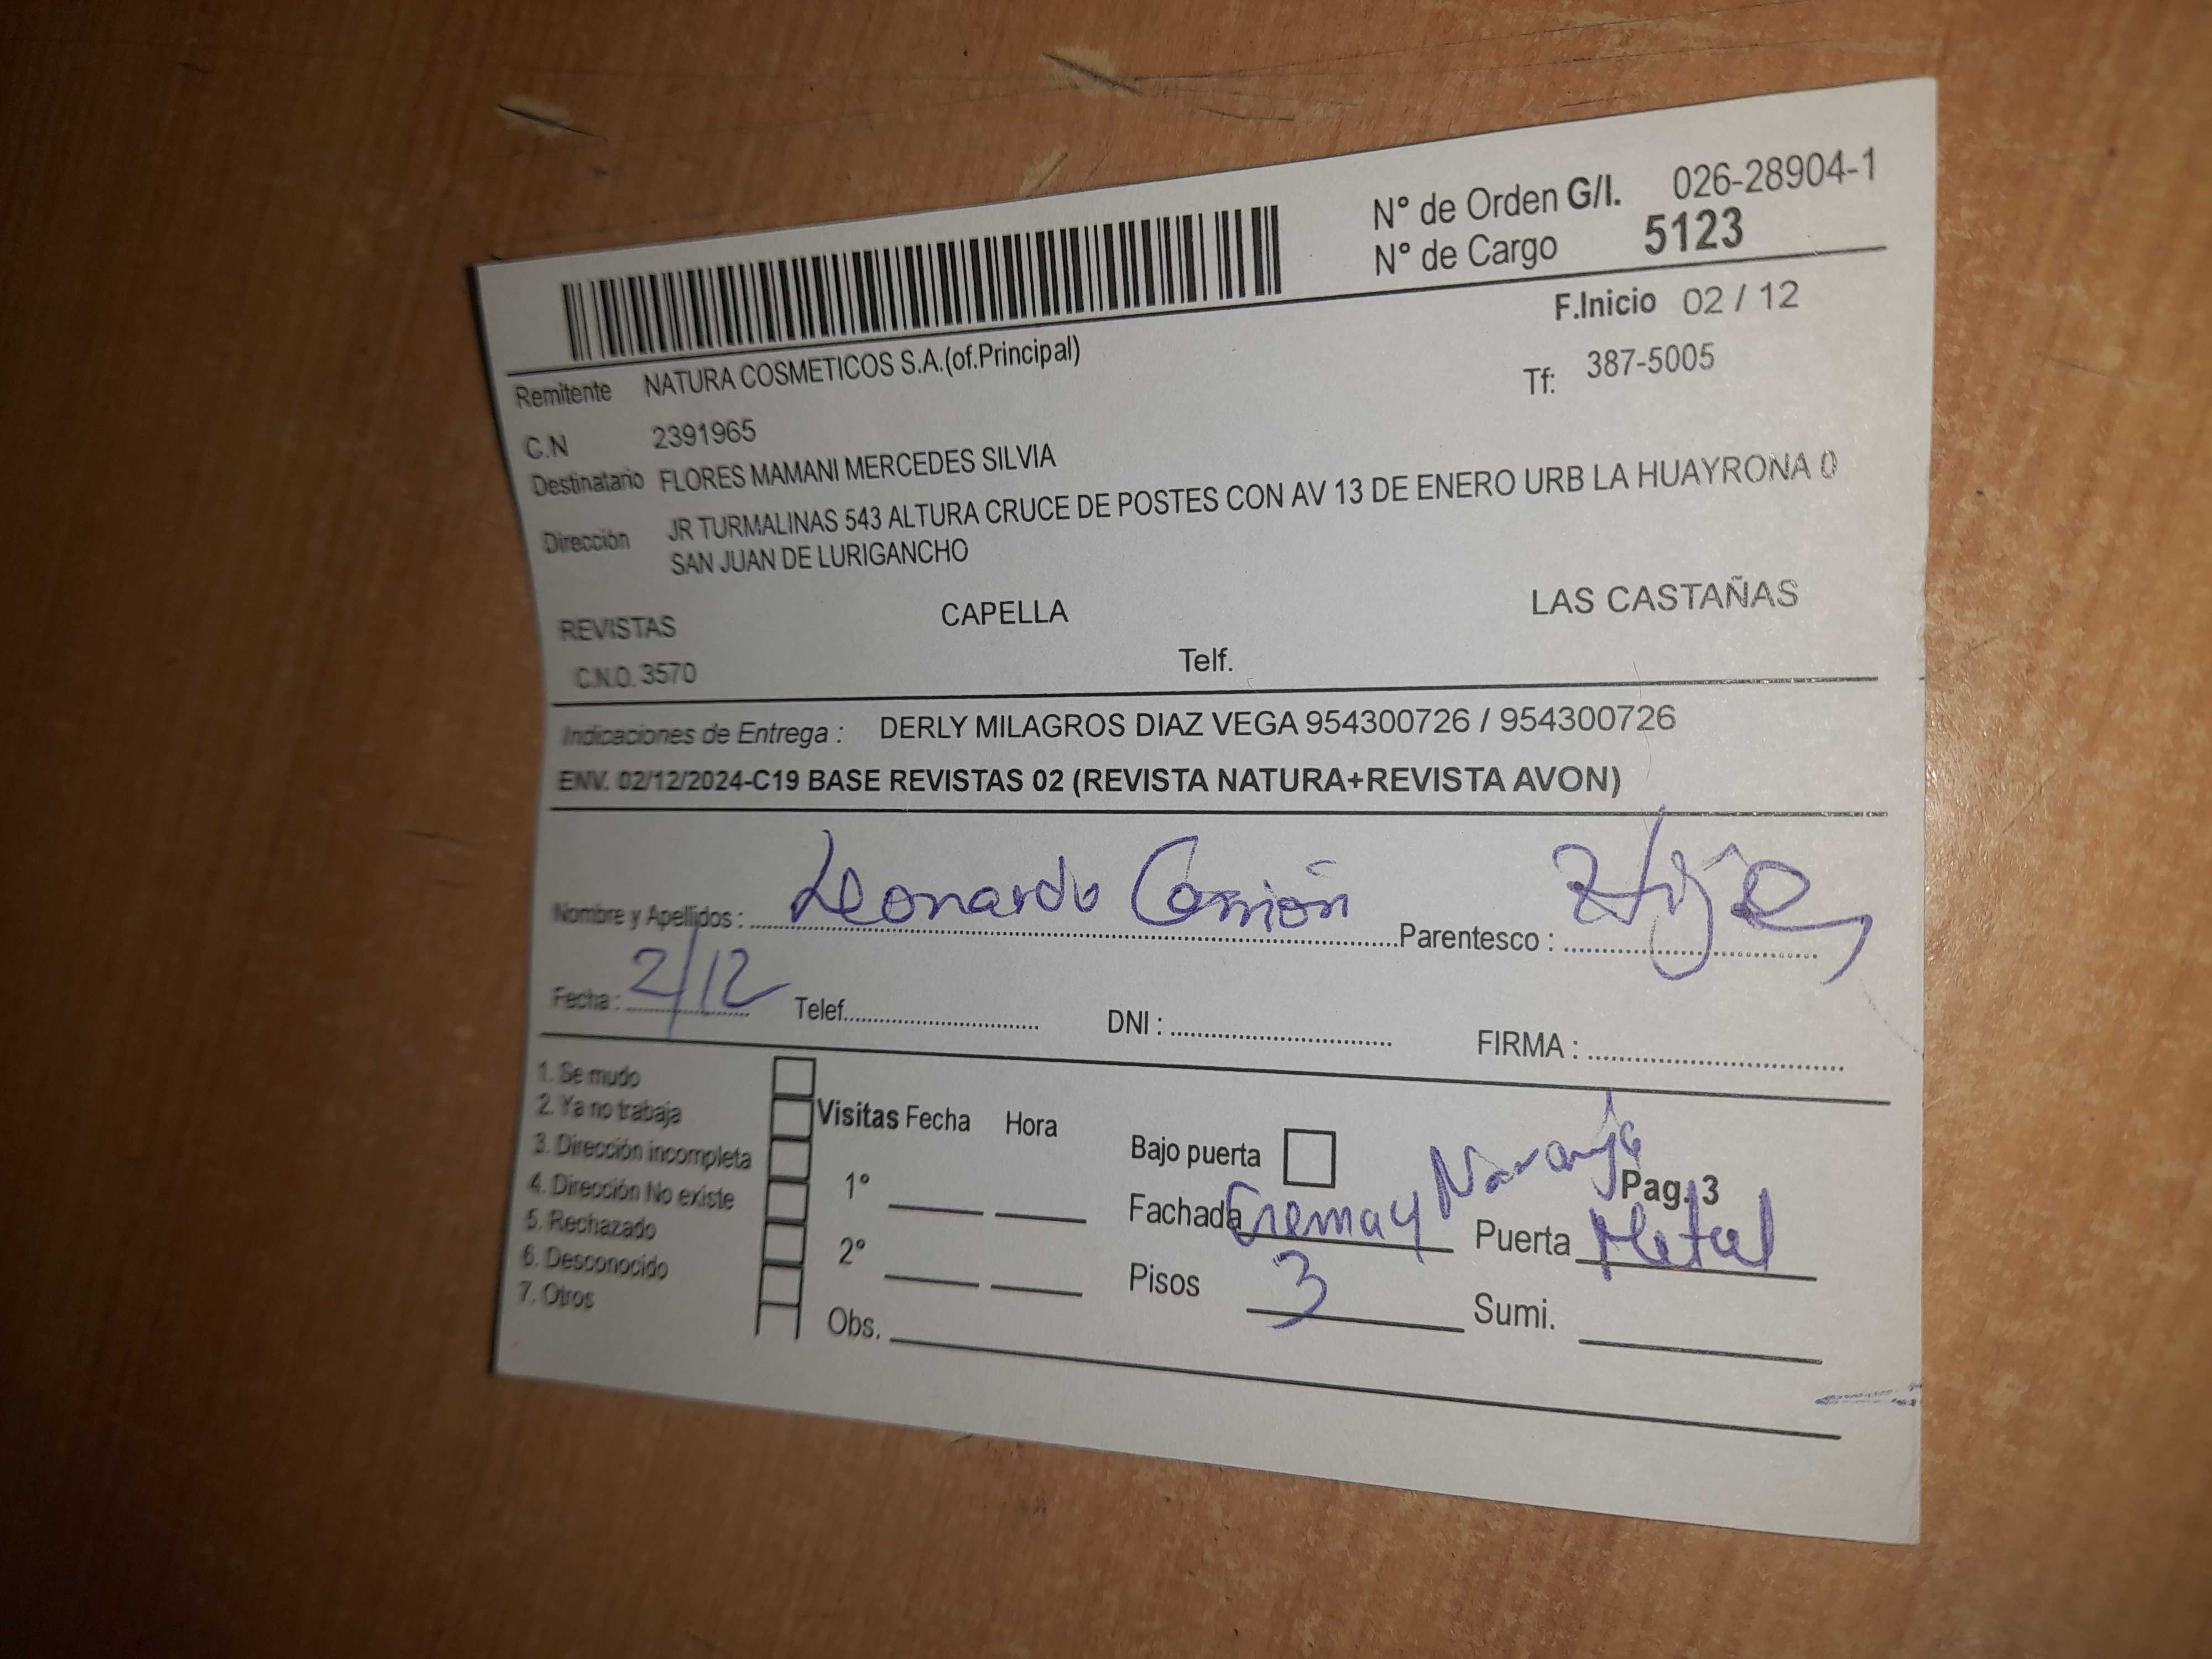 N° de Orden G/I. 026-28904-1
N° de Cargo 5123
F.Inicio 02 / 12
Remitente NATURA COSMETICOS S.A.(of.Principal)
Tf: 387-5005
C.N 2391965
Destinatario FLORES MAMANI MERCEDES SILVIA
Dirección JR TURMALINAS 543 ALTURA CRUCE DE POSTES CON AV 13 DE ENERO URB LA HUAYRONA 0
SAN JUAN DE LURIGANCHO
REVISTAS CAPELLA LAS CASTAÑAS
C.N.O. 3570 Telf.
Indicaciones de Entrega : DERLY MILAGROS DIAZ VEGA 954300726 / 954300726
ENV. 02/12/2024-C19 BASE REVISTAS 02 (REVISTA NATURA+REVISTA AVON)
Nombre y Apellidos : Leonardo Parentesco : Hijo
Fecha : 2/12 Telef. DNI : FIRMA :
1. Se mudo
2. Ya no trabaja
3. Dirección incompleta
4. Dirección No existe
5. Rechazado
6. Desconocido
7. Otros
Visitas Fecha Hora
1°
2°
Obs.
Bajo puerta
Pag. 3
Fachada Crema y Naranja Puerta Metal
Pisos 3 Sumi.